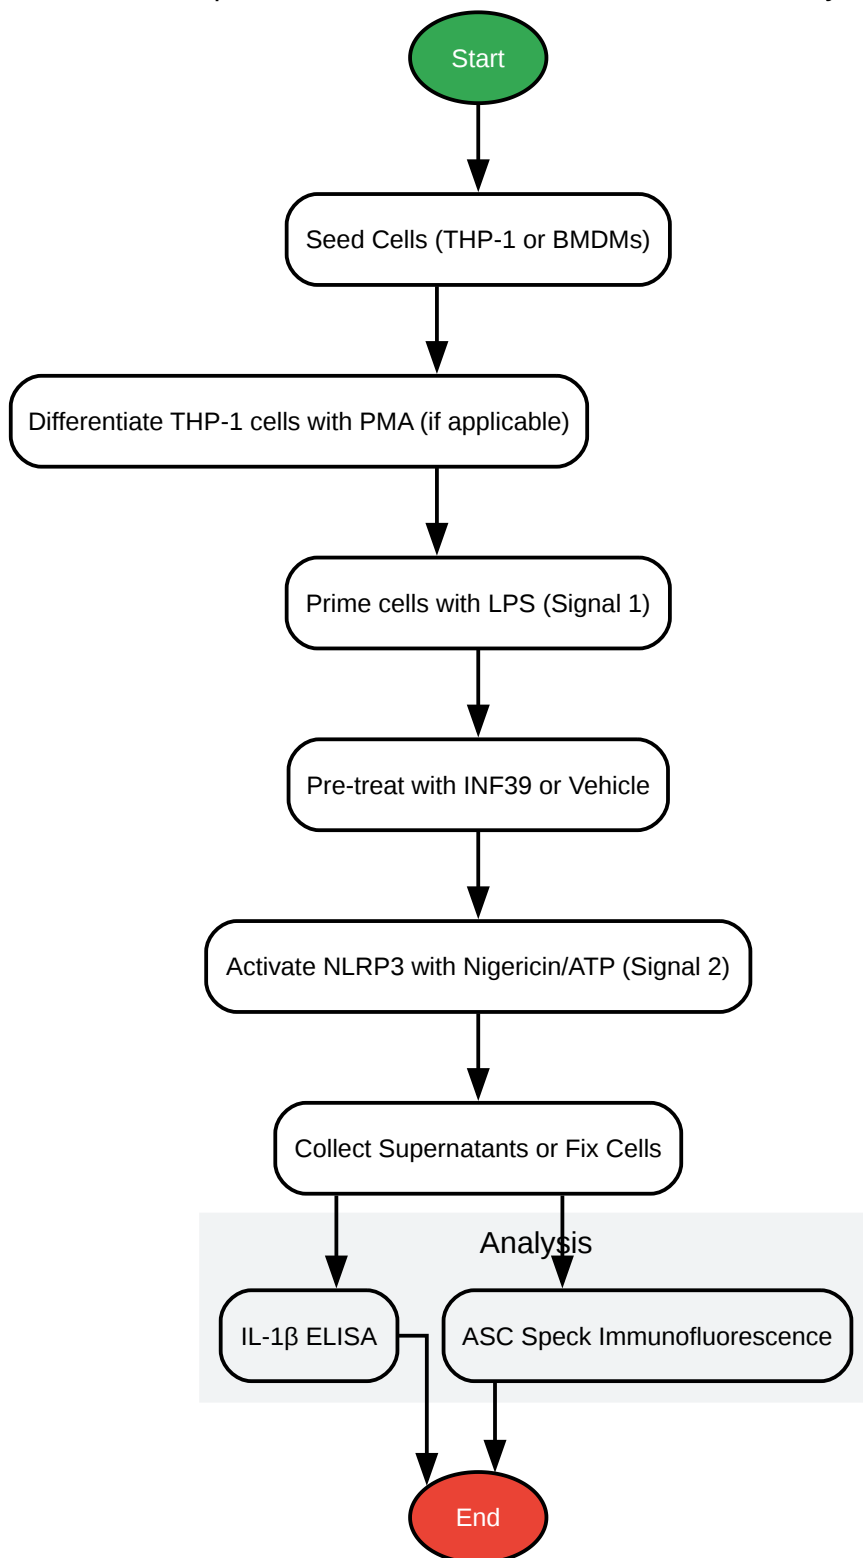 Start
Seed Cells (THP-1 or BMDMs)
Differentiate THP-1 cells with PMA (if applicable)
Prime cells with LPS (Signal 1)
Pre-treat with INF39 or Vehicle
Activate NLRP3 with Nigericin/ATP (Signal 2)
Collect Supernatants or Fix Cells
Analysis
IL-1β ELISA
ASC Speck Immunofluorescence
End